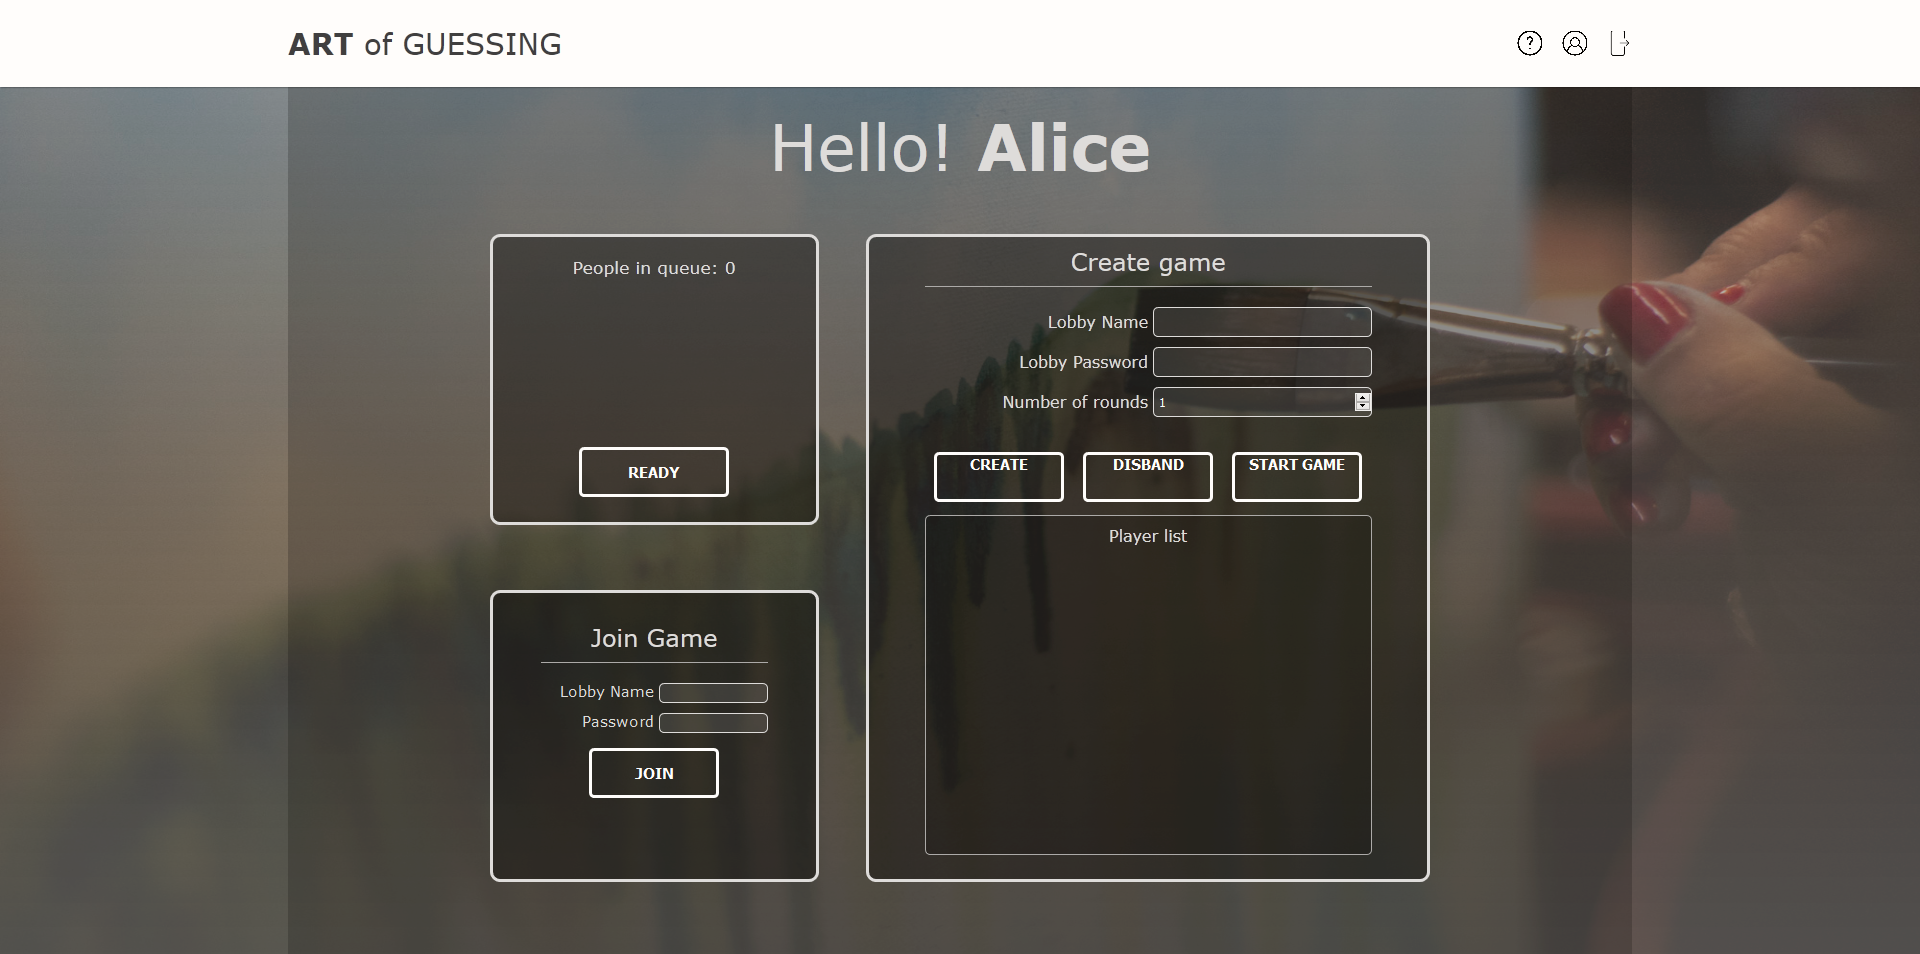 ART of GUESSING
?
Hello! Alice
People in queue: 0
READY
Join Game
Lobby Name
Password
JOIN
Create game
Lobby Name
Lobby Password
Number of rounds 1
CREATE DISBAND START GAME
Player list